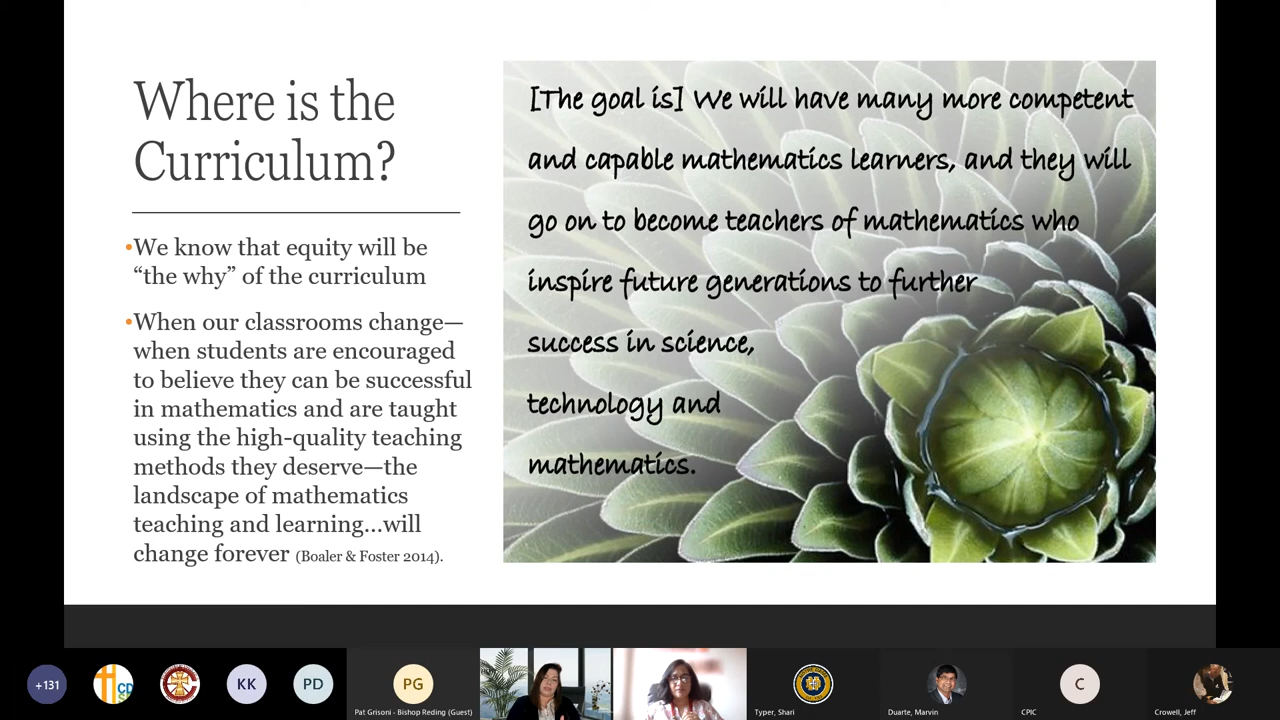 Where is the
Curriculum?
•We know that equity will be
“the why” of the curriculum
•When our classrooms change—
when students are encouraged
to believe they can be successful
in mathematics and are taught
using the high-quality teaching
methods they deserve—the
landscape of mathematics
teaching and learning...will
change forever (Boaler & Foster 2014).
[The goal is] We will have many more competent
and capable mathematics learners, and they will
go on to become teachers of mathematics who
inspire future generations to further
success in science,
technology and
mathematics.
+131
KK
PD
PG
Pat Grisoni - Bishop Reding (Guest)
Typer, Shari
Duarte, Marvin
C
CPIC
Crowell, Jeff